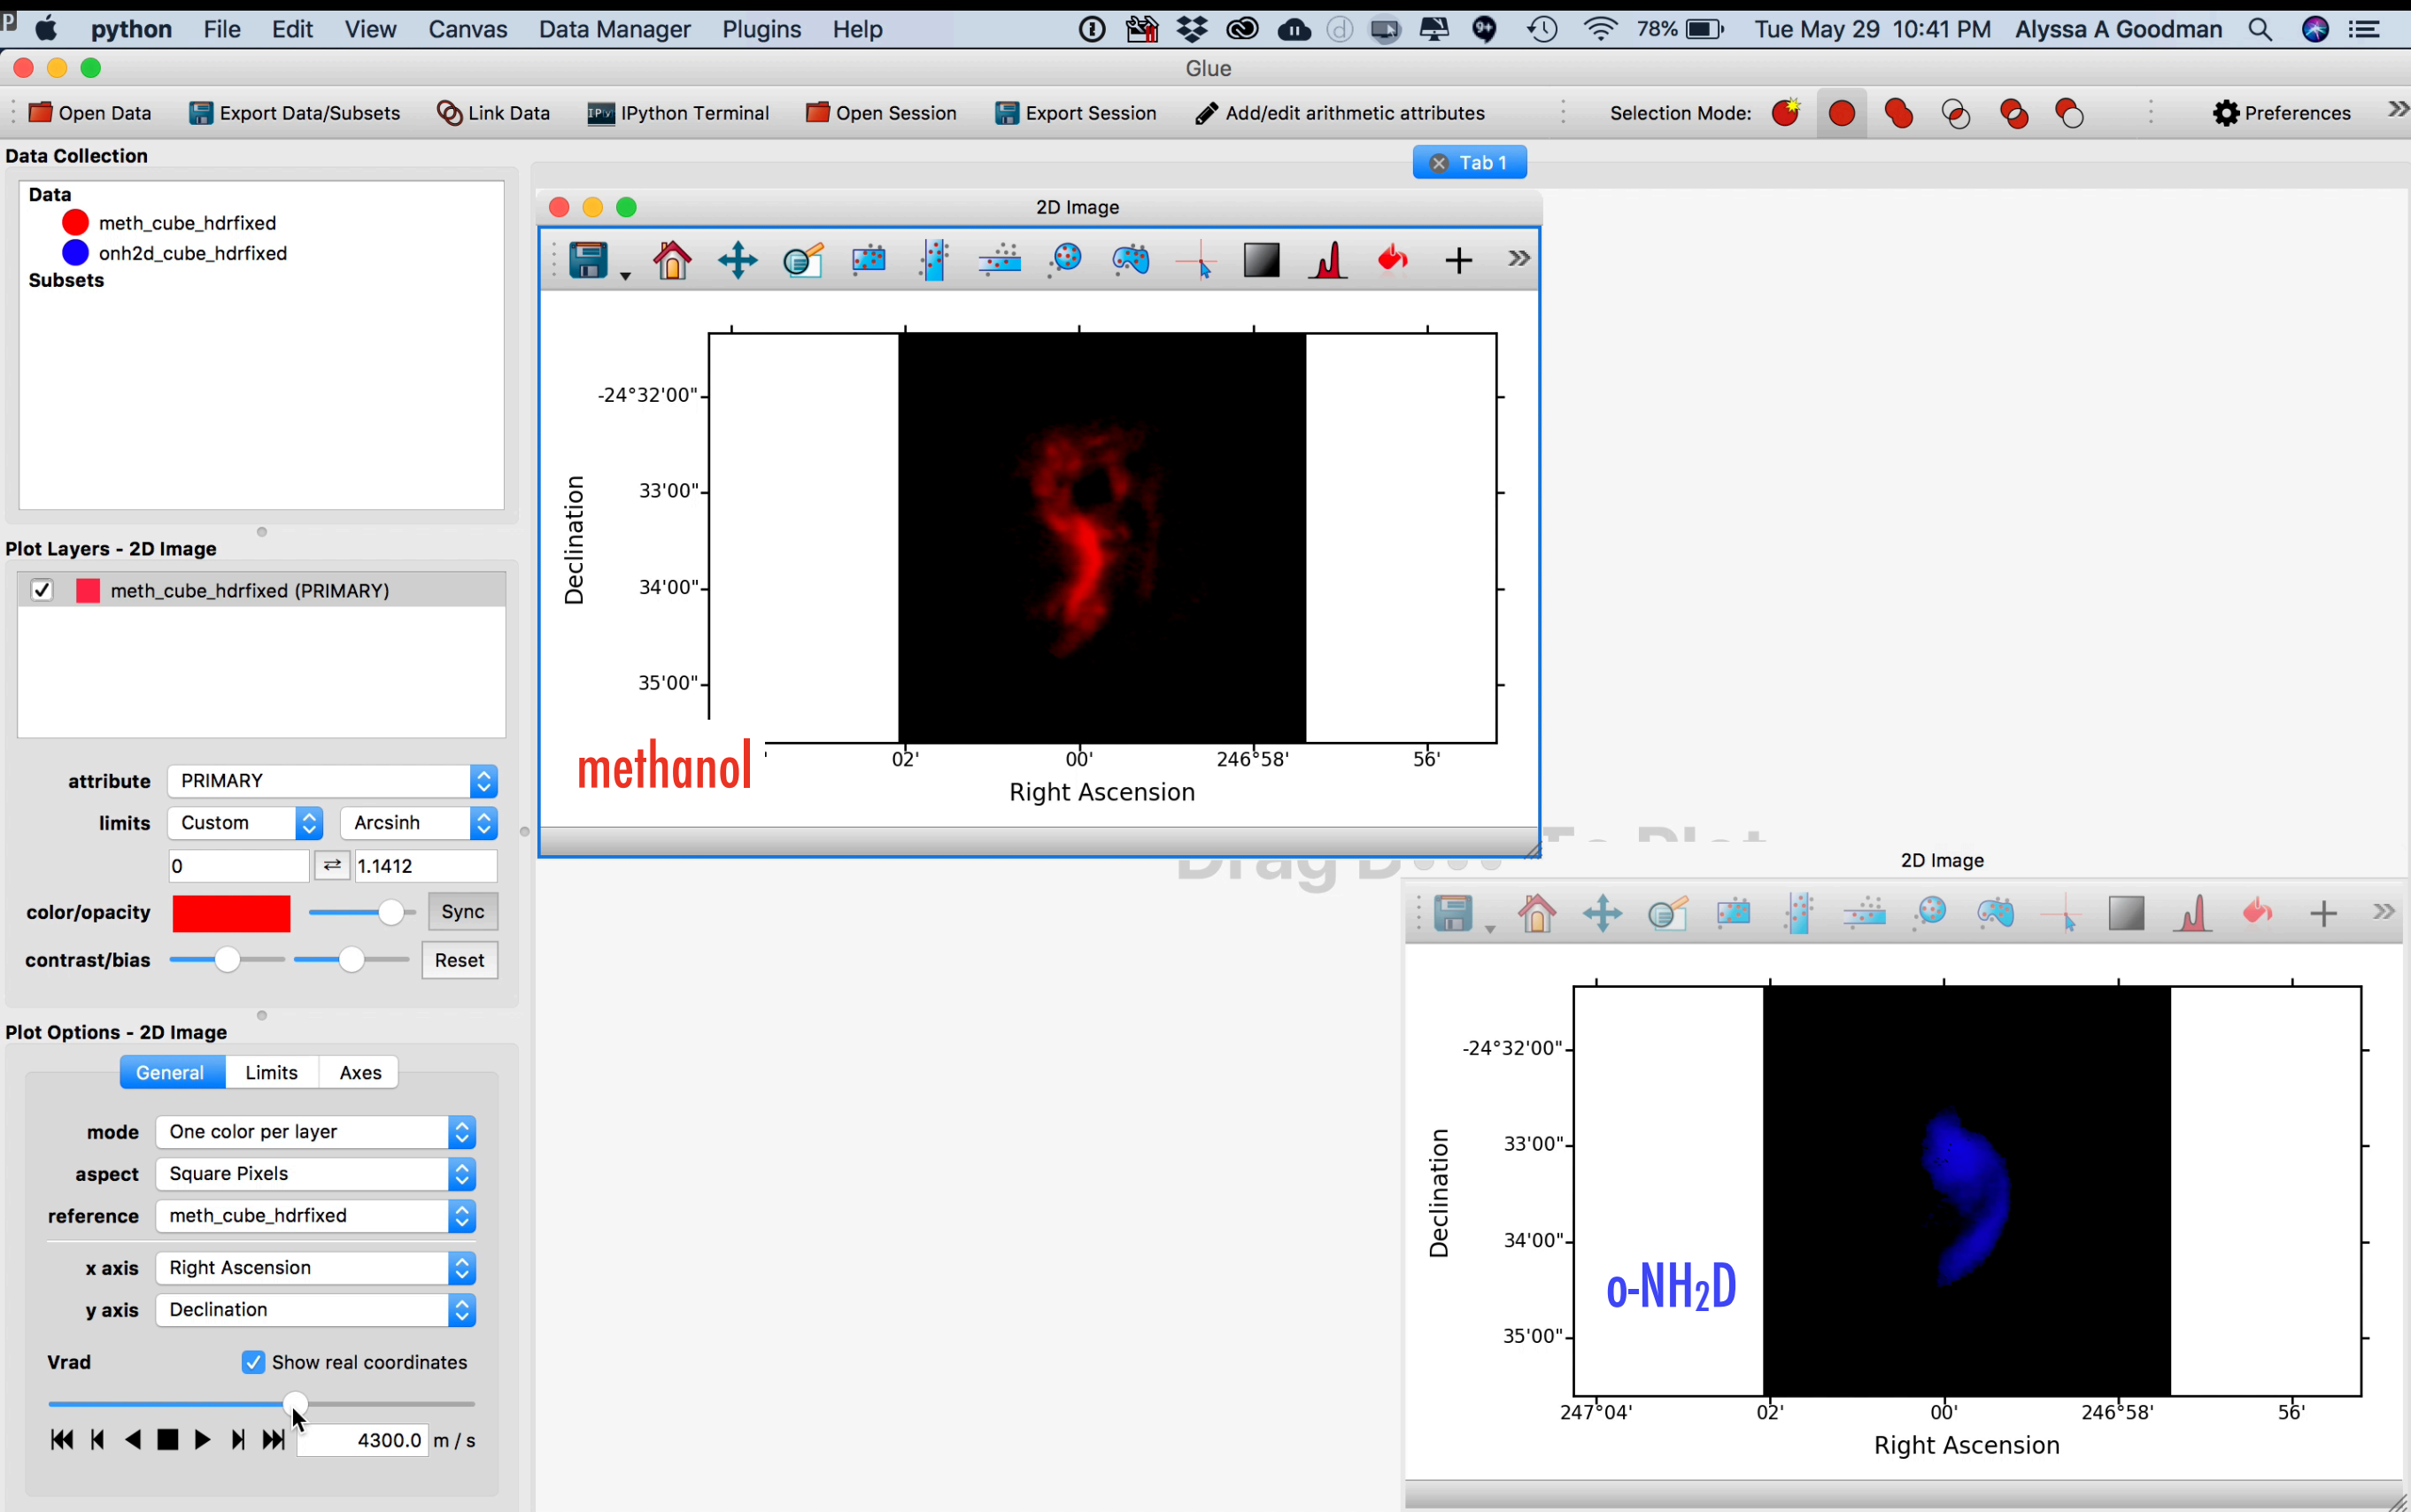 python File Edit View Canvas Data Manager Plugins Help 78% Tue May 29 10:41 PM Alyssa A Goodman
Glue
Open Data Export Data/Subsets Link Data IPython Terminal Open Session Export Session Add/edit arithmetic attributes Selection Mode: Preferences
Data Collection
Tab 1
Data
meth_cube_hdrfixed
onh2d_cube_hdrfixed
Subsets
Plot Layers - 2D Image
meth_cube_hdrfixed (PRIMARY)
attribute PRIMARY
limits Custom Arcsinh
0 1.1412
color/opacity Sync
contrast/bias Reset
Plot Options - 2D Image
General Limits Axes
mode One color per layer
aspect Square Pixels
reference meth_cube_hdrfixed
x axis Right Ascension
y axis Declination
Vrad Show real coordinates
4300.0 m / s
2D Image
Declination
-24°32'00"
33'00"
34'00"
35'00"
methanol
02' 00' 246°58' 56'
Right Ascension
2D Image
Declination
-24°32'00"
33'00"
34'00"
35'00"
o-NH₂D
247°04' 02' 00' 246°58' 56'
Right Ascension